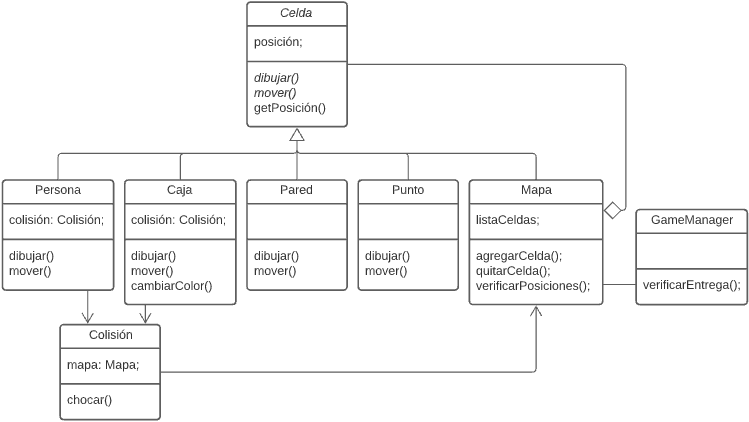 Celda
posición;
dibujar()
mover()
getPosición()
Persona
colisión: Colisión;
dibujar()
mover()
Caja
colisión: Colisión;
dibujar()
mover()
cambiarColor()
Pared
dibujar()
mover()
Punto
dibujar()
mover()
Mapa
listaCeldas;
agregarCelda();
quitarCelda();
verificarPosiciones();
GameManager
verificarEntrega();
Colisión
mapa: Mapa;
chocar()